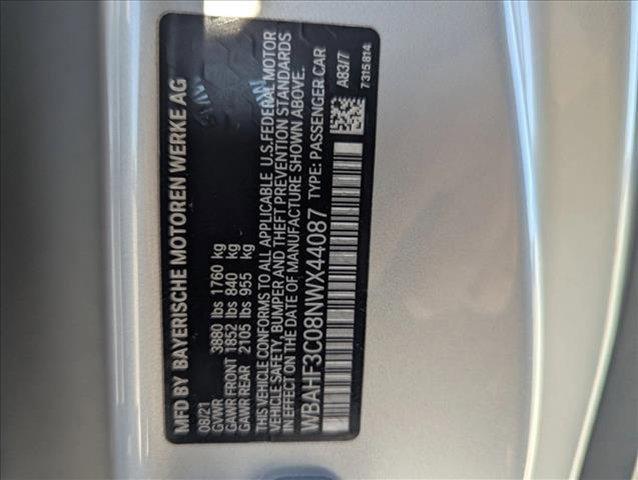 MFD BY BAYERISCHE MOTOREN WERKE AG
08/21
GVWR 3880 lbs 1760 kg
GAWR FRONT 1852 lbs 840 kg
GAWR REAR 2105 lbs 955 kg
THIS VEHICLE CONFORMS TO ALL APPLICABLE U.S.FEDERAL MOTOR
VEHICLE SAFETY, BUMPER AND THEFT PREVENTION STANDARDS
IN EFFECT ON THE DATE OF MANUFACTURE SHOWN ABOVE.
WBAHF3C08NWX44087 TYPE: PASSENGER CAR
A83/7
7 315 814